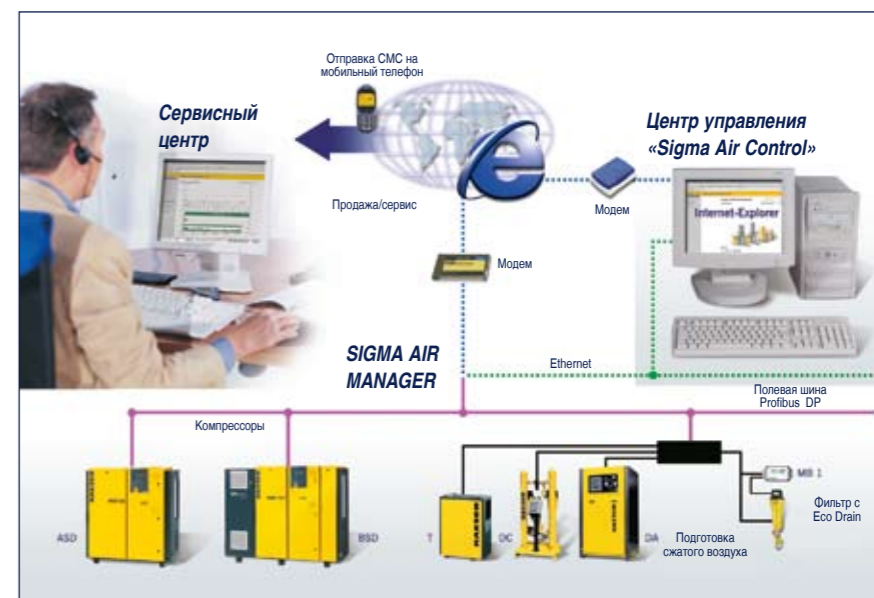 Отправка СМС на
мобильный телефон
Сервисный
центр
Центр управления
«Sigma Air Control»
Продажа/сервис
Модем
Internet-Explorer
Модем
SIGMA AIR
MANAGER
Ethernet
Полевая шина
Profibus DP
Компрессоры
ASD
BSD
T
KAESER
DC
DA
MIB 1
Фильтр с
Eco Drain
Подготовка
сжатого воздуха